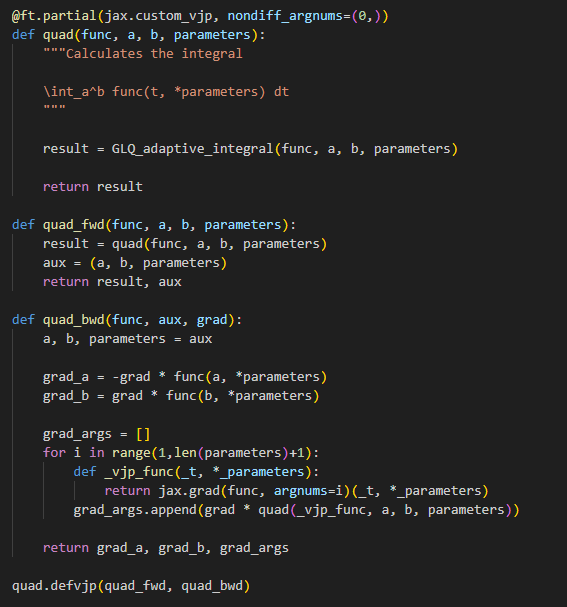 @ft.partial(jax.custom_vjp, nondiff_argnums=(0,))
def quad(func, a, b, parameters):
    """Calculates the integral

    \int_a^b func(t, *parameters) dt
    """

    result = GLQ_adaptive_integral(func, a, b, parameters)

    return result

def quad_fwd(func, a, b, parameters):
    result = quad(func, a, b, parameters)
    aux = (a, b, parameters)
    return result, aux

def quad_bwd(func, aux, grad):
    a, b, parameters = aux

    grad_a = -grad * func(a, *parameters)
    grad_b = grad * func(b, *parameters)

    grad_args = []
    for i in range(1,len(parameters)+1):
        def _vjp_func(_t, *_parameters):
            return jax.grad(func, argnums=i)(_t, *_parameters)
        grad_args.append(grad * quad(_vjp_func, a, b, parameters))

    return grad_a, grad_b, grad_args

quad.defvjp(quad_fwd, quad_bwd)